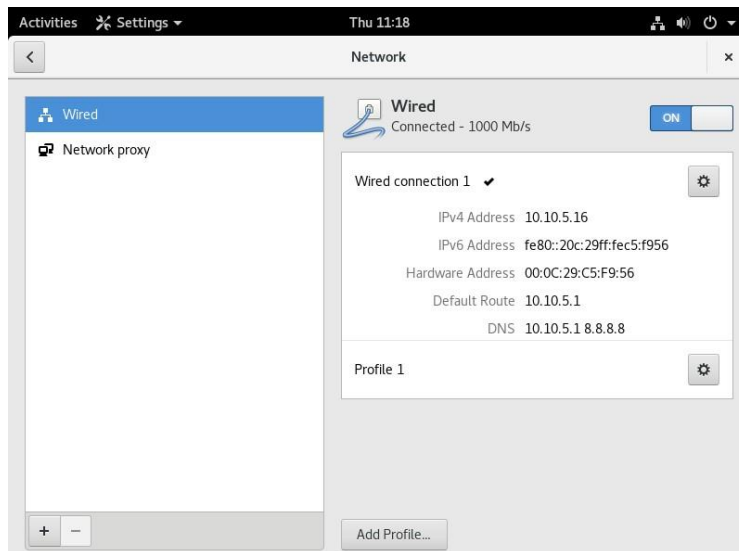 Activities Settings Thu 11:18
Network
Wired
Network proxy
Wired
Connected - 1000 Mb/s
ON
Wired connection 1
IPv4 Address 10.10.5.16
IPv6 Address fe80::20c:29ff:fec5:f956
Hardware Address 00:0C:29:C5:F9:56
Default Route 10.10.5.1
DNS 10.10.5.1 8.8.8.8
Profile 1
Add Profile...